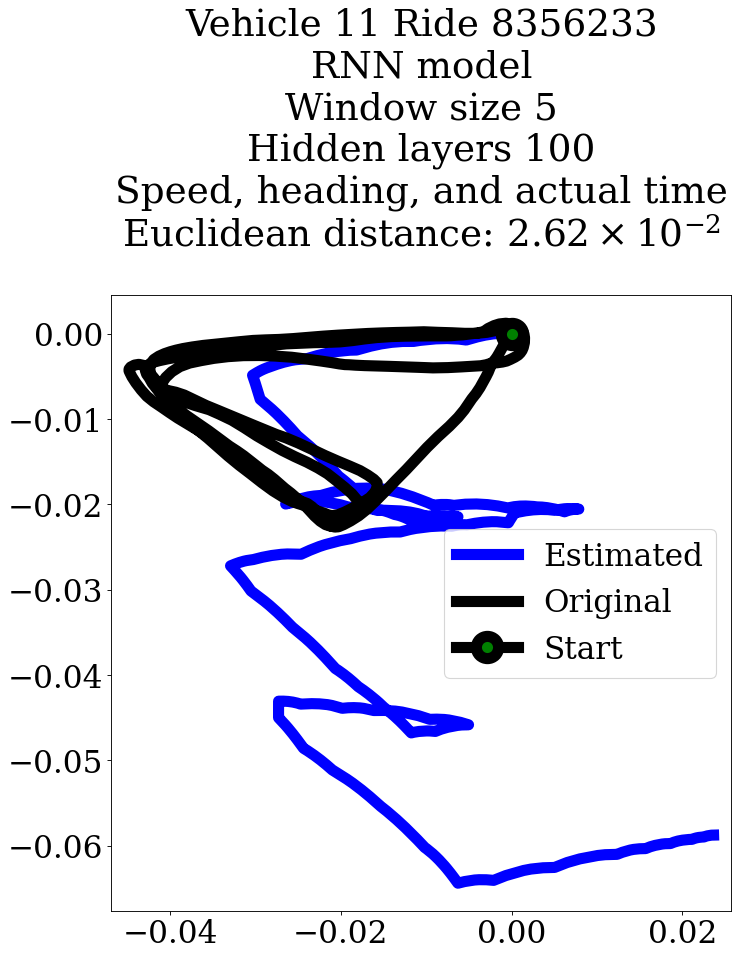 Vehicle 11 Ride 8356233
RNN model
Window size 5
Hidden layers 100
Speed, heading, and actual time
Euclidean distance: 2.62 × 10⁻²
0.00
−0.01
−0.02
−0.03
−0.04
−0.05
−0.06
Estimated
Original
Start
−0.04 −0.02 0.00 0.02